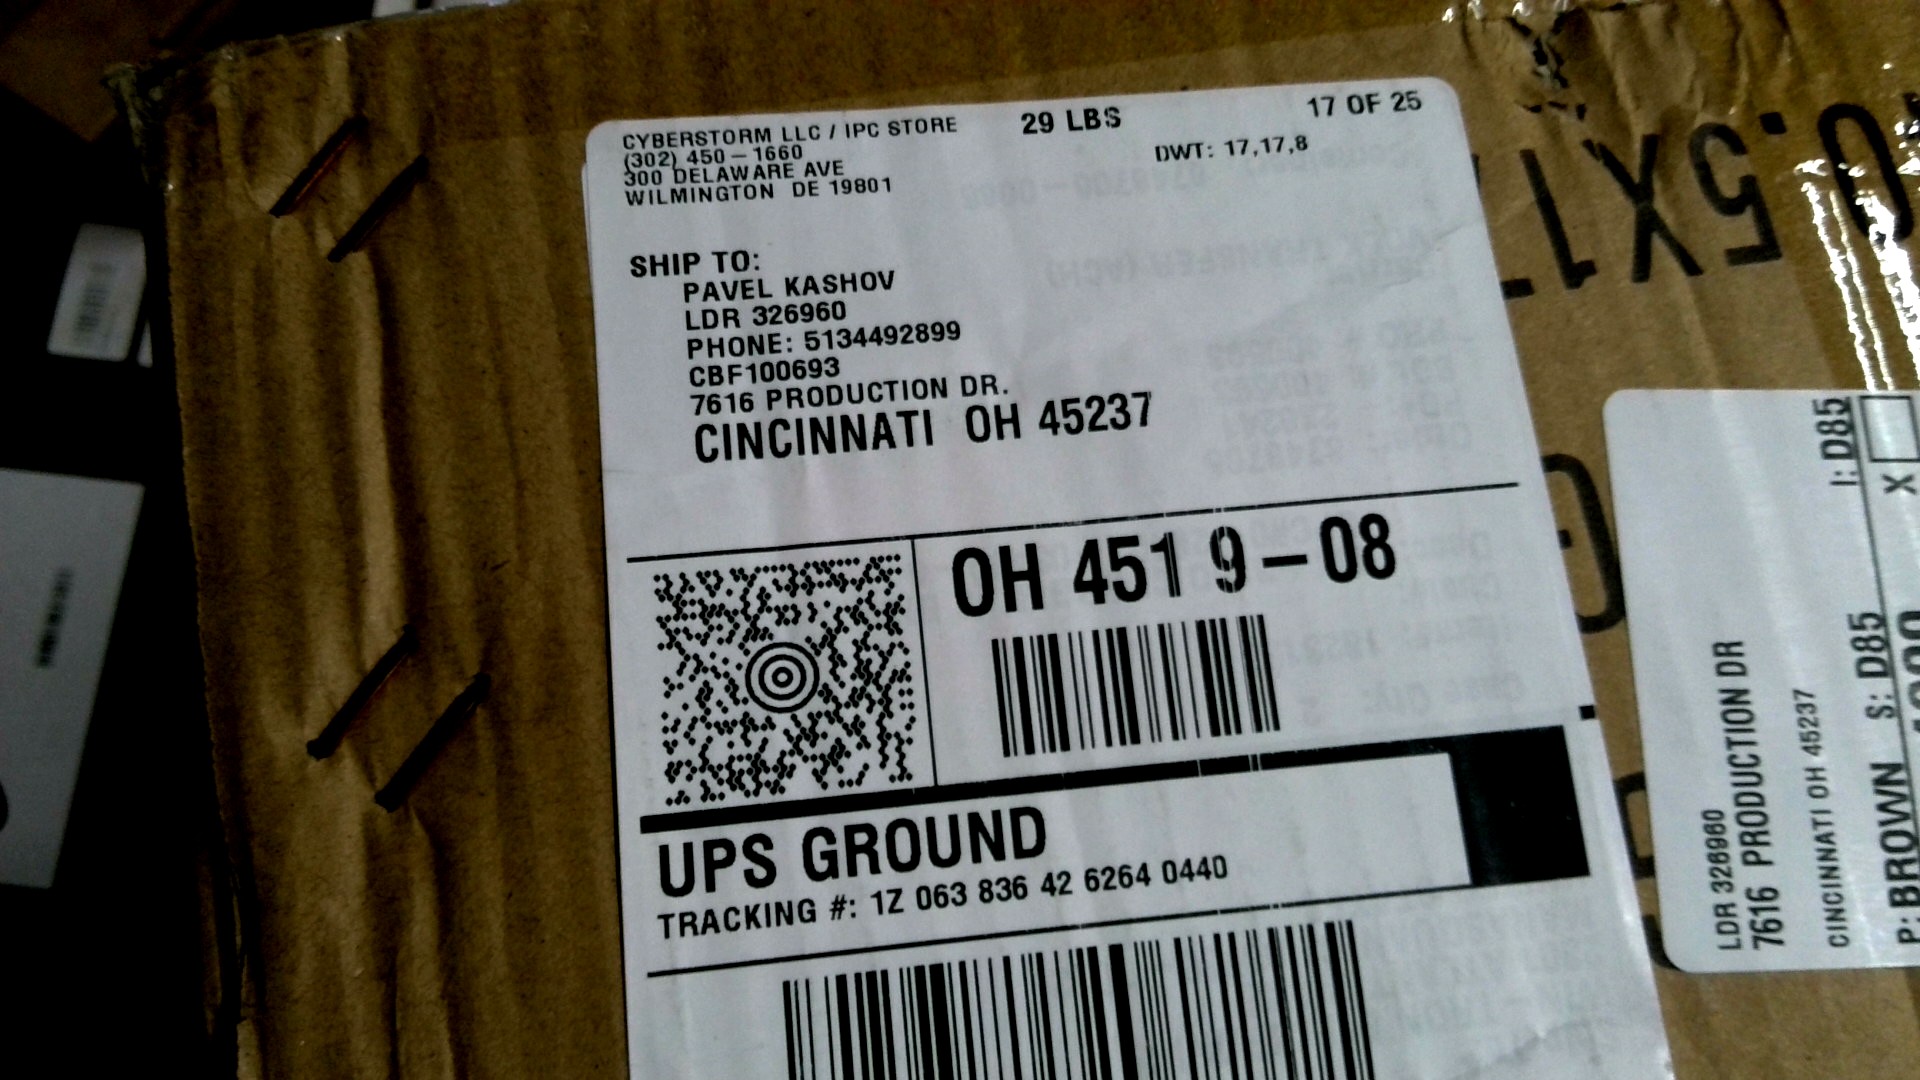 CYBERSTORM LLC / IPC STORE
(302) 450-1660
300 DELAWARE AVE
WILMINGTON DE 19801
29 LBS
17 OF 25
DWT: 17,17,8
SHIP TO:
PAVEL KASHOV
LDR 326960
PHONE: 5134492899
CBF100693
7616 PRODUCTION DR.
CINCINNATI OH 45237
OH 451 9-08
UPS GROUND
TRACKING #: 1Z 063 836 42 6264 0440
LDR 326960
7616 PRODUCTION DR
CINCINNATI OH 45237
P: BROWN S: D85 I: D85
X